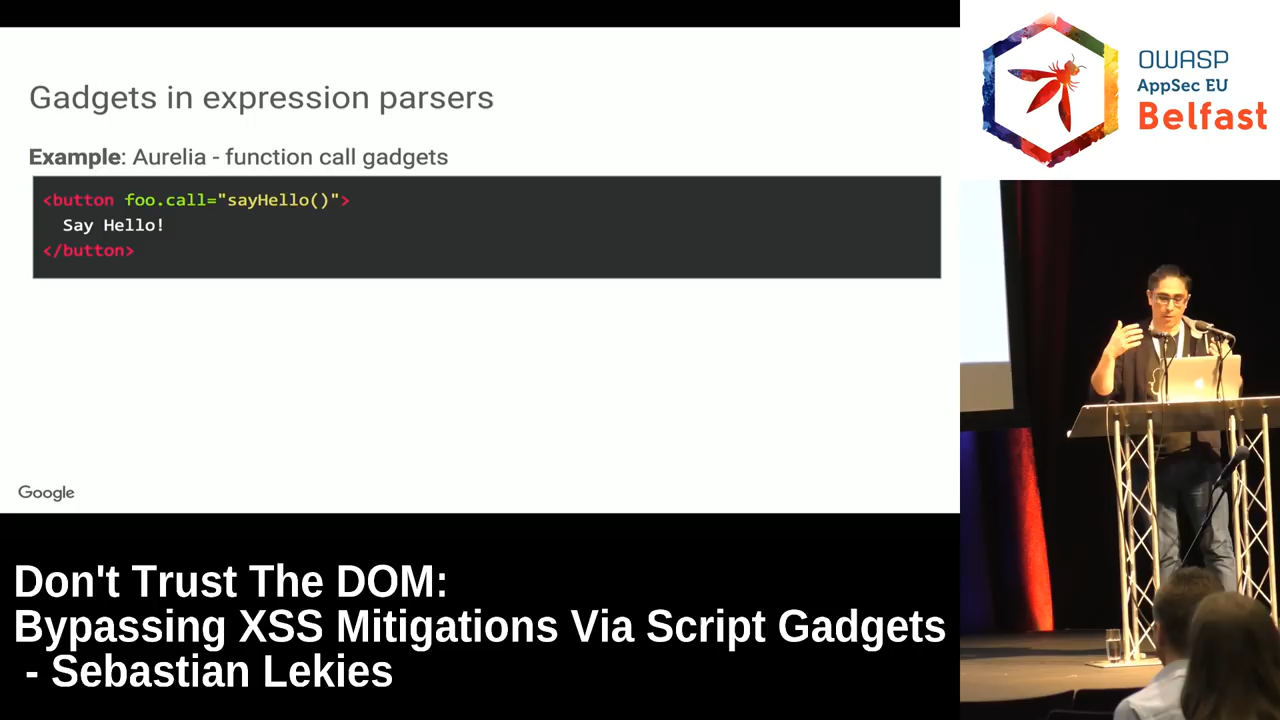 Gadgets in expression parsers
Example: Aurelia - function call gadgets
<button foo.call="sayHello()">
Say Hello!
</button>
Google
OWASP
AppSec EU
Belfast
Don't Trust The DOM:
Bypassing XSS Mitigations Via Script Gadgets
- Sebastian Lekies